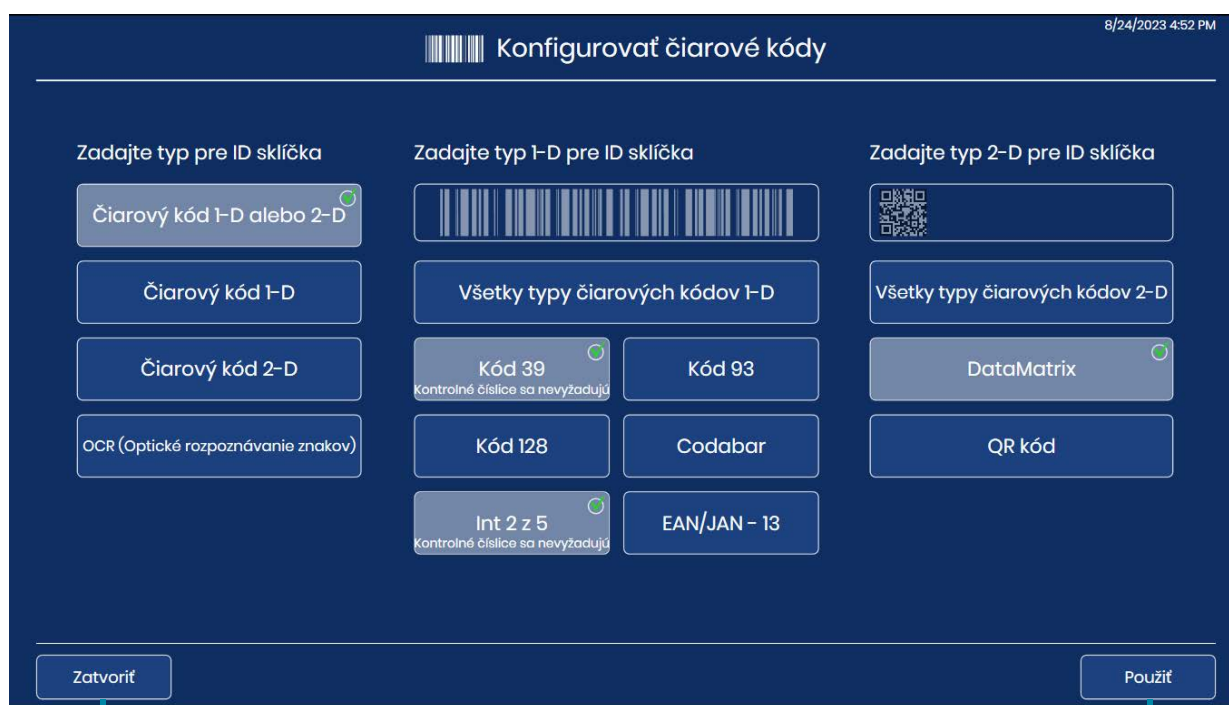 8/24/2023 4:52 PM
Konfigurovať čiarové kódy
Zadajte typ pre ID sklíčka
Čiarový kód 1-D alebo 2-D
Čiarový kód 1-D
Čiarový kód 2-D
OCR (Optické rozpoznávanie znakov)
Zadajte typ 1-D pre ID sklíčka
Všetky typy čiarových kódov 1-D
Kód 39
Kontrolné číslice sa nevyžadujú
Kód 93
Kód 128
Codabar
Int 2 z 5
Kontrolné číslice sa nevyžadujú
EAN/JAN - 13
Zadajte typ 2-D pre ID sklíčka
Všetky typy čiarových kódov 2-D
DataMatrix
QR kód
Zatvoriť
Použiť